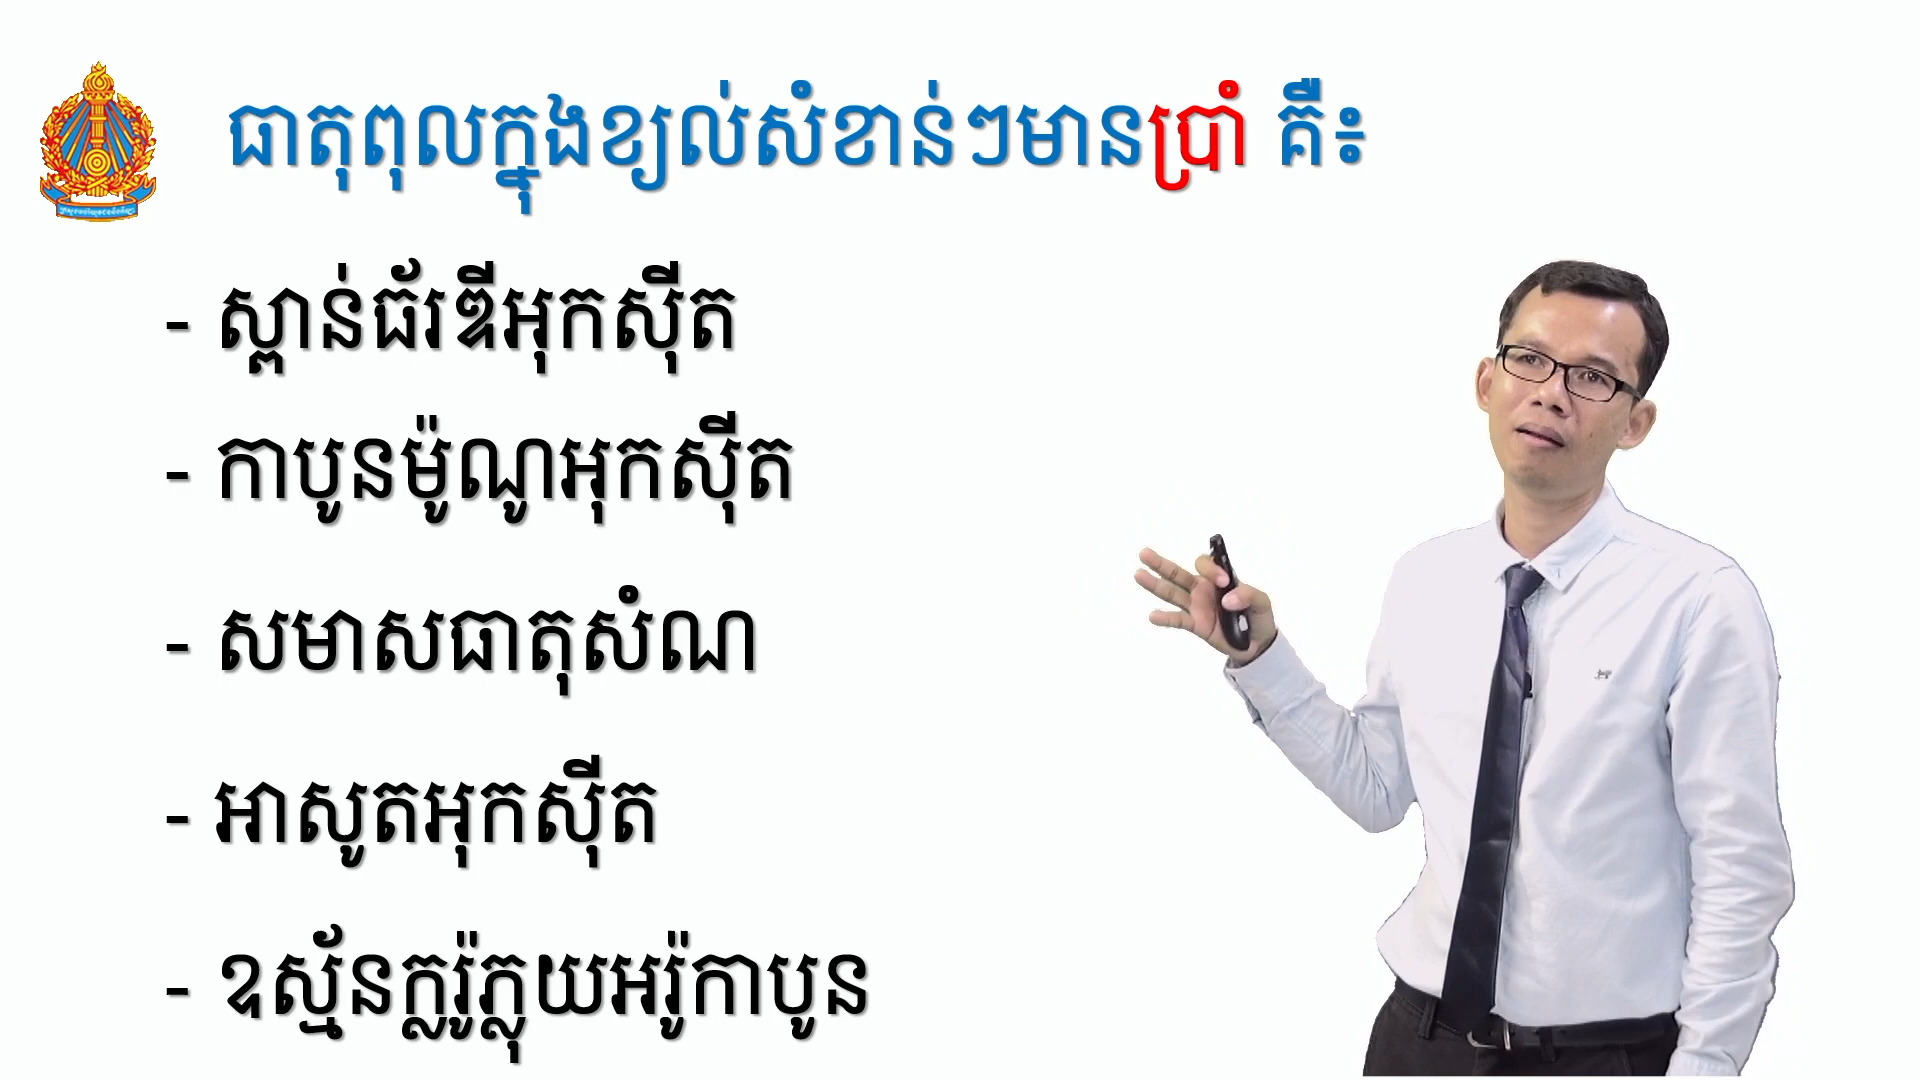 ធាតុពុលក្នុងខ្យល់សំខាន់ៗមានប្រាំ គឺ៖
- ស្ពាន់ធ័រឌីអុកស៊ីត
- កាបូនម៉ូណូអុកស៊ីត
- សមាសធាតុសំណ
- អាសូតអុកស៊ីត
- ឧស្ម័នក្លរ៉ូភ្លុយអរ៉ូកាបូន